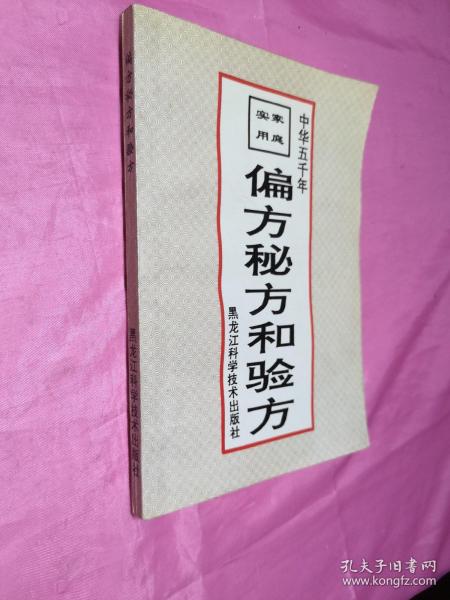 中华五千年
家庭
实用
偏方秘方和验方
黑龙江科学技术出版社
偏方秘方和验方
黑龙江科学技术出版社
孔夫子旧书网
www.kongfz.com